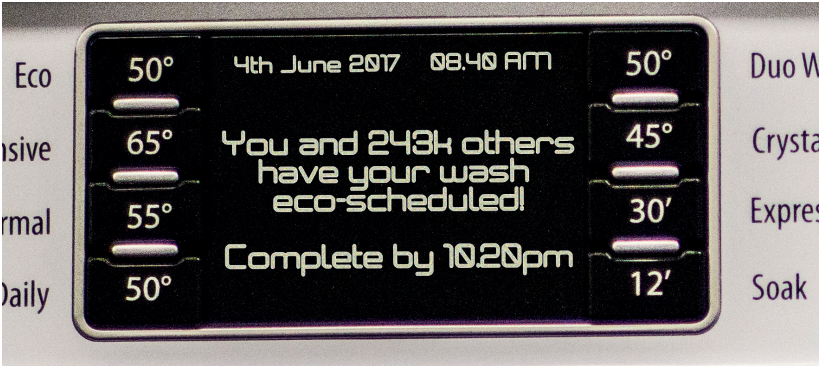 Eco 50° 4th June 2017 08.40 AM 50° Duo W
nsive 65° You and 243k others 45° Crysta
have your wash
rmal 55° eco-scheduled! 30' Expres
Daily 50° Complete by 10.20pm 12' Soak